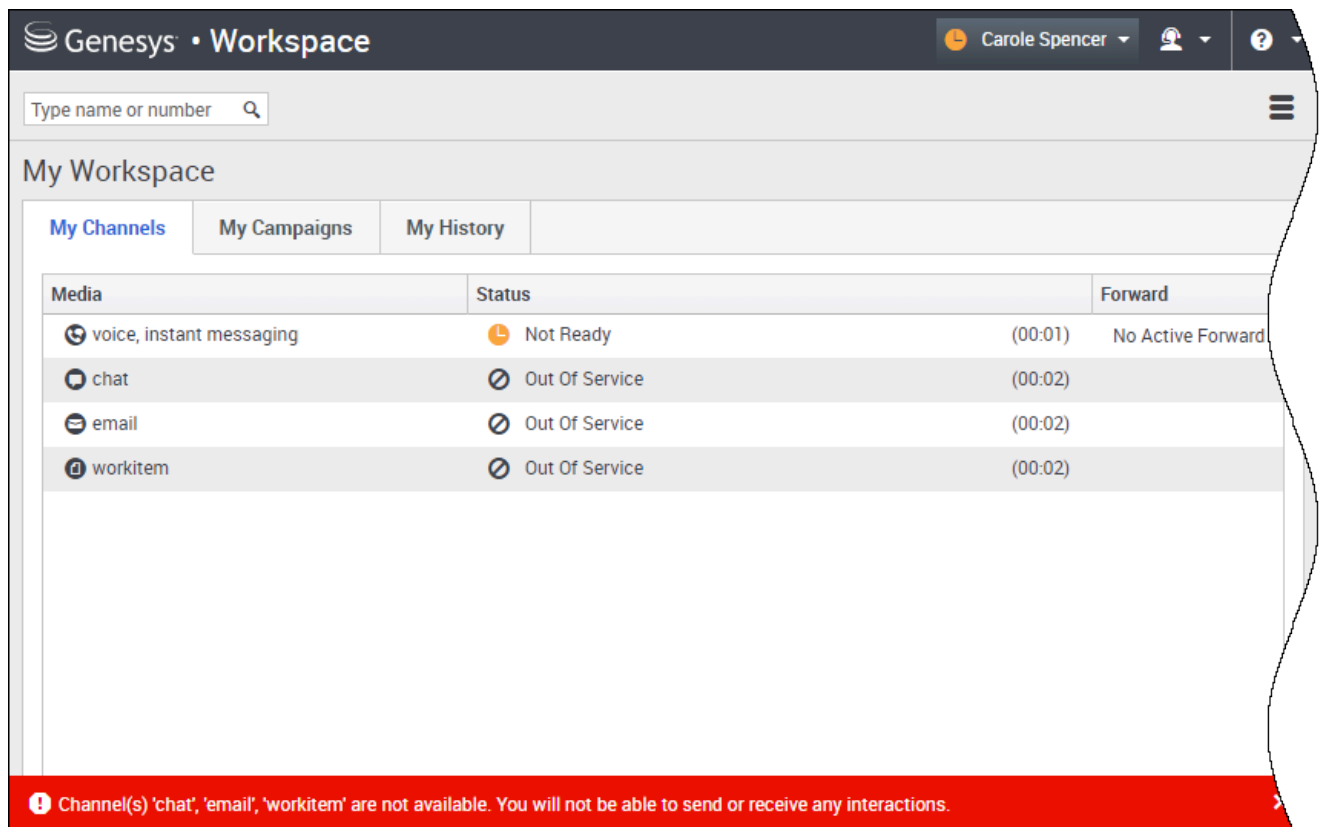 Genesys • Workspace Carole Spencer
Type name or number
My Workspace
My Channels My Campaigns My History
Media Status Forward
voice, instant messaging Not Ready (00:01) No Active Forward
chat Out Of Service (00:02)
email Out Of Service (00:02)
workitem Out Of Service (00:02)
Channel(s) 'chat', 'email', 'workitem' are not available. You will not be able to send or receive any interactions.